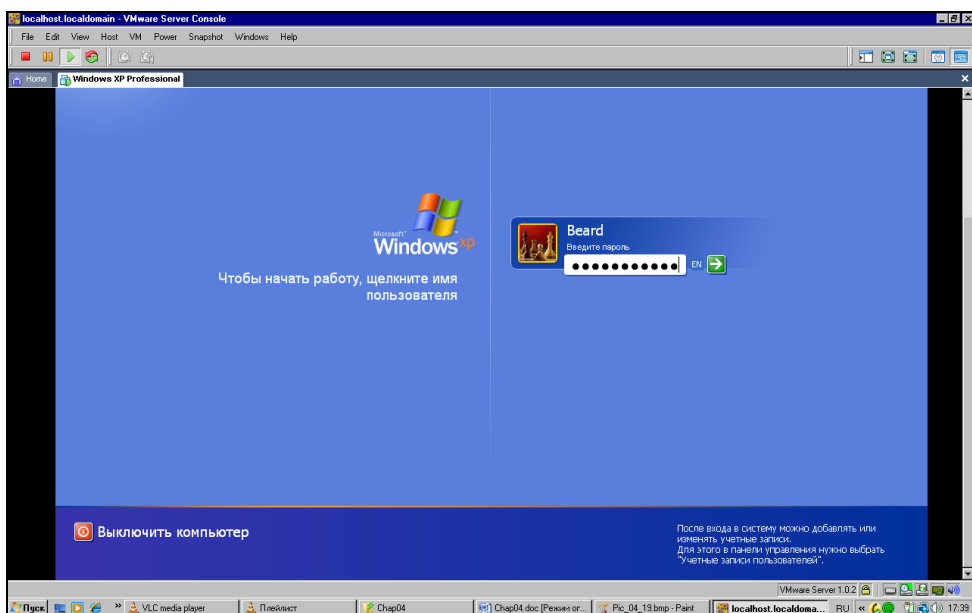 localhost.localdomain - VMware Server Console
File Edit View Host VM Power Snapshot Windows Help
Home Windows XP Professional
Microsoft
Windows xp
Чтобы начать работу, щелкните имя
пользователя
Beard
Введите пароль
EN
Выключить компьютер
После входа в систему можно добавлять или
изменять учетные записи.
Для этого в панели управления нужно выбрать
"Учетные записи пользователей".
VMware Server 1.0.2
Пуск » VLC media player Плейлист Chap04 Chap04.doc [Режим ог... Pic_04_19.bmp - Paint localhost.localdoma... RU « 17:39